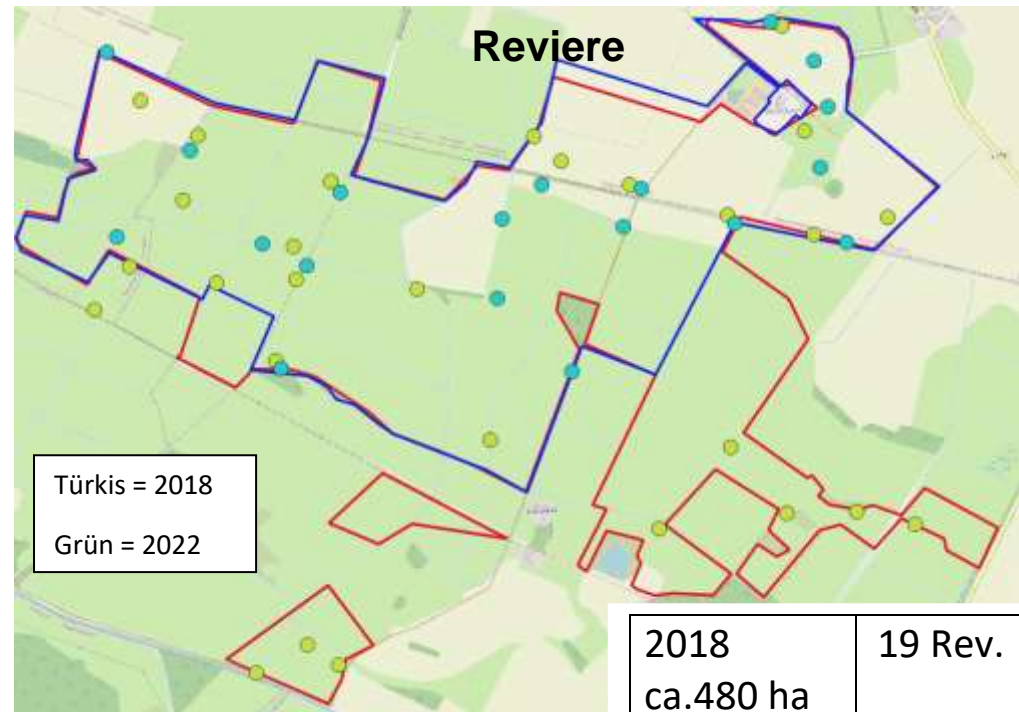 Reviere
Türkis = 2018
Grün = 2022
2018
ca.480 ha
19 Rev.